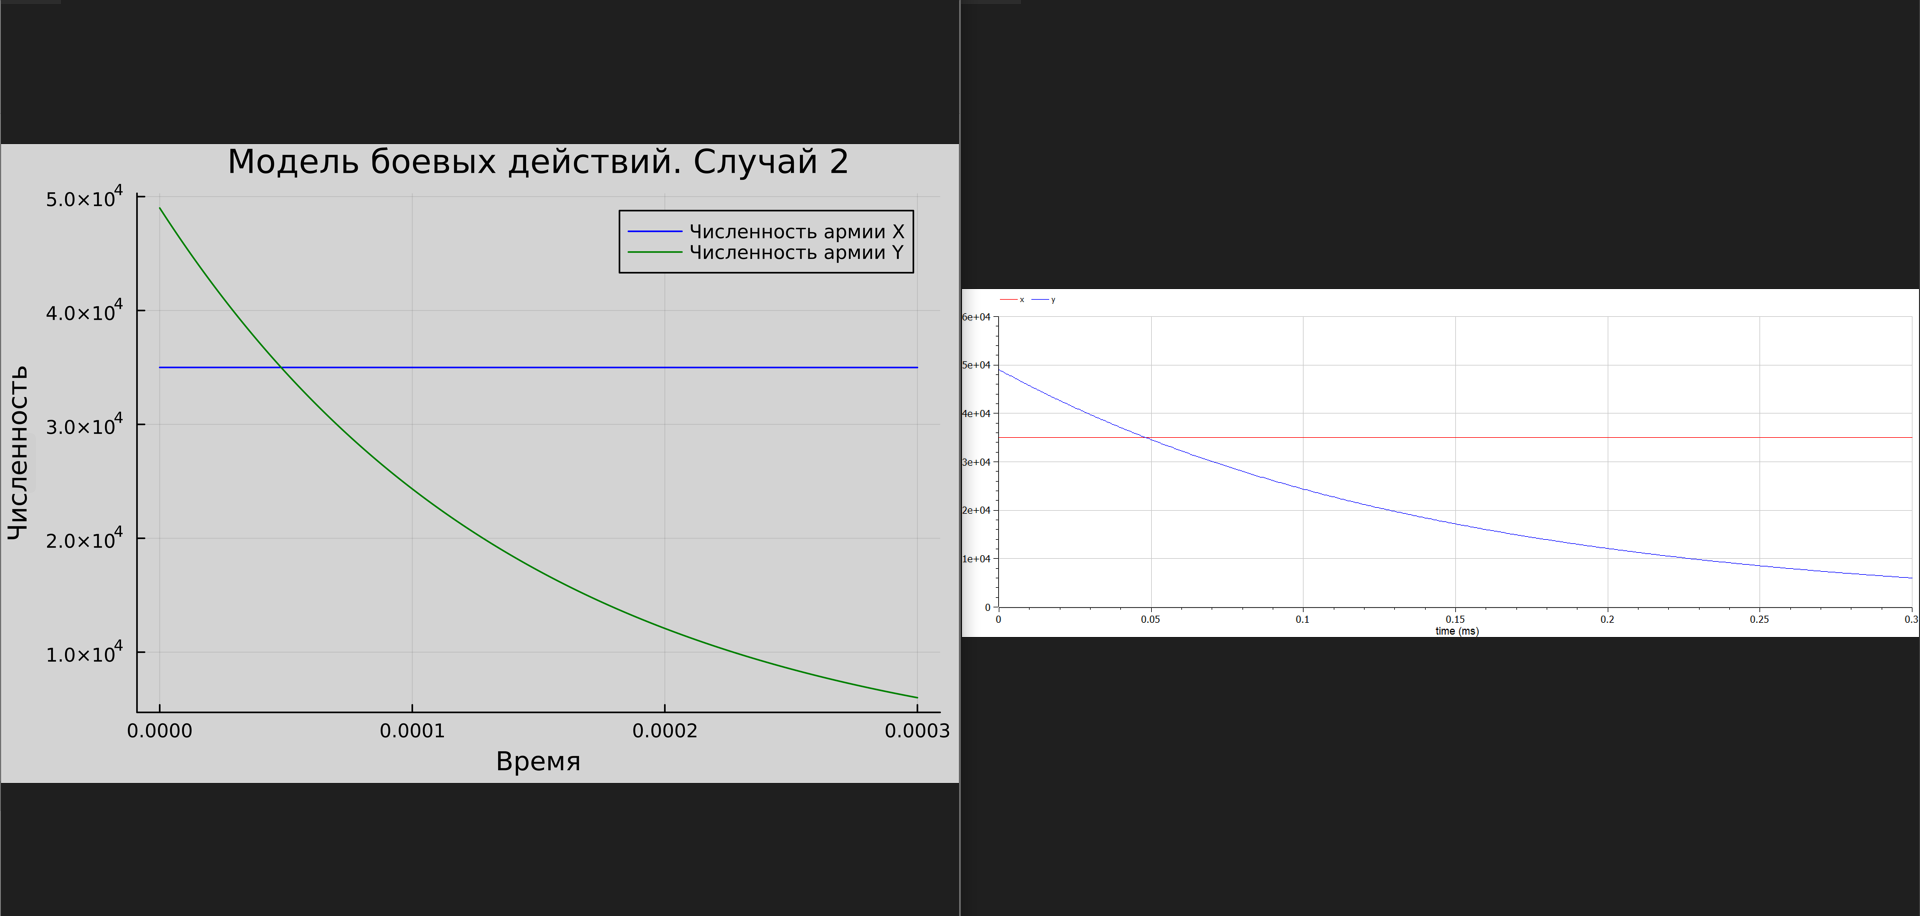 Модель боевых действий. Случай 2
5.0×10⁴
4.0×10⁴
3.0×10⁴
2.0×10⁴
1.0×10⁴
Численность
Численность армии X
Численность армии Y
0.0000 0.0001 0.0002 0.0003
Время
x y
6e+04
5e+04
4e+04
3e+04
2e+04
1e+04
0
0 0.05 0.1 0.15 0.2 0.25 0.3
time (ms)